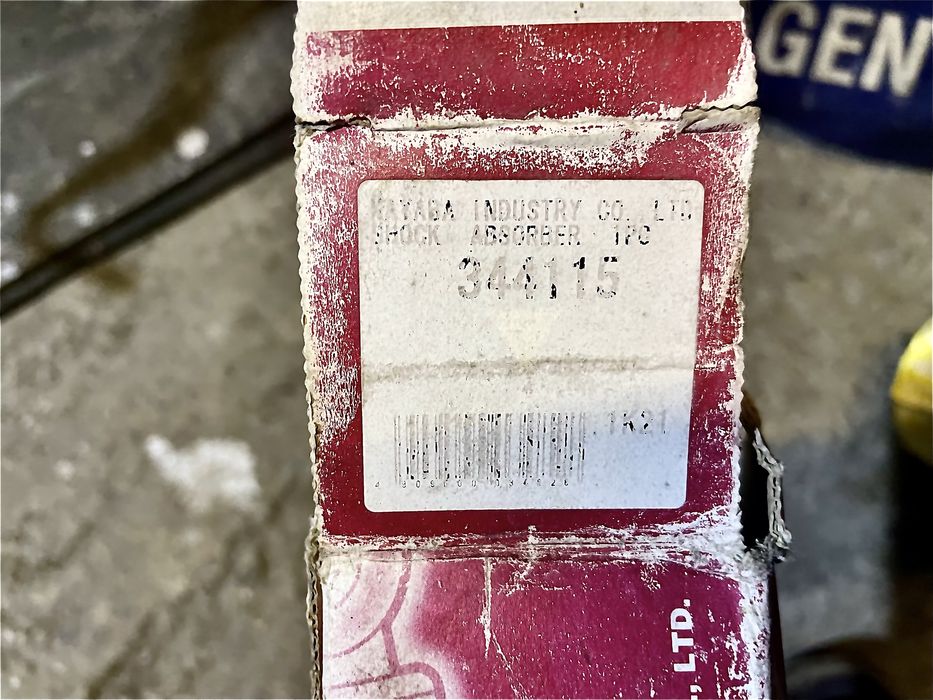 GEN
KAYABA INDUSTRY CO. LTD
SHOCK ABSORBER 1PC
344115
1K21
, LTD.